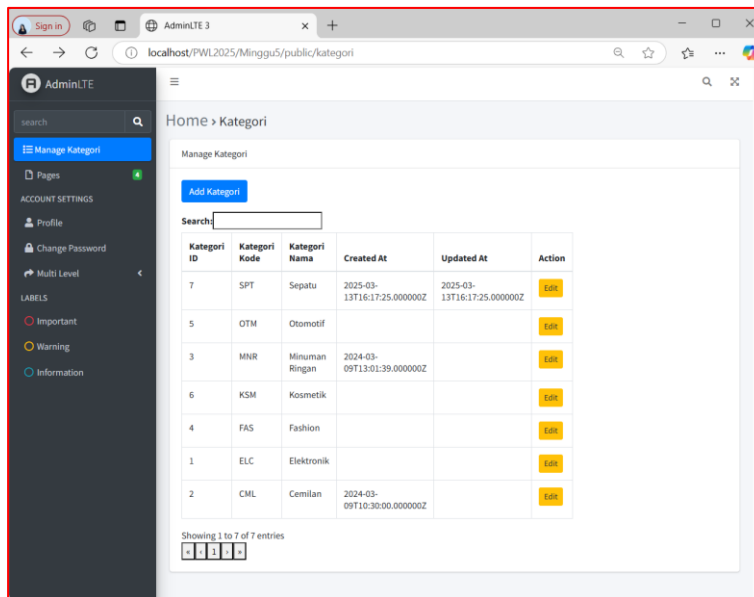 Sign in
AdminLTE 3
localhost/PWL2025/Minggu5/public/kategori
AdminLTE
search
Manage Kategori
Pages 4
ACCOUNT SETTINGS
Profile
Change Password
Multi Level
LABELS
Important
Warning
Information
Home › Kategori
Manage Kategori
Add Kategori
Search:
Kategori ID Kategori Kode Kategori Nama Created At Updated At Action
7 SPT Sepatu 2025-03-13T16:17:25.000000Z 2025-03-13T16:17:25.000000Z Edit
5 OTM Otomotif Edit
3 MNR Minuman Ringan 2024-03-09T13:01:39.000000Z Edit
6 KSM Kosmetik Edit
4 FAS Fashion Edit
1 ELC Elektronik Edit
2 CML Cemilan 2024-03-09T10:30:00.000000Z Edit
Showing 1 to 7 of 7 entries
« ‹ 1 › »